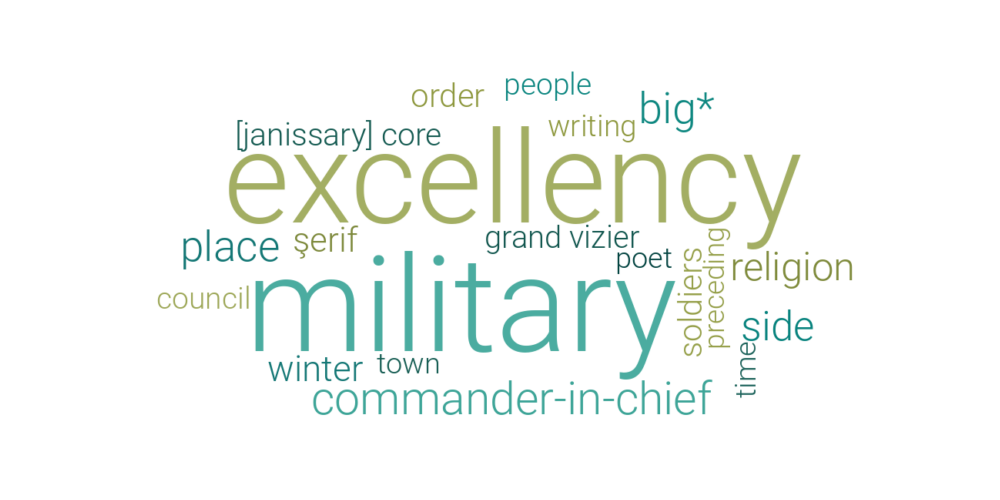 people
order
big*
writing
[janissary] core
excellency
şerif
grand vizier
place
poet
preceding
soldiers
religion
council
military
side
time
winter
town
commander-in-chief